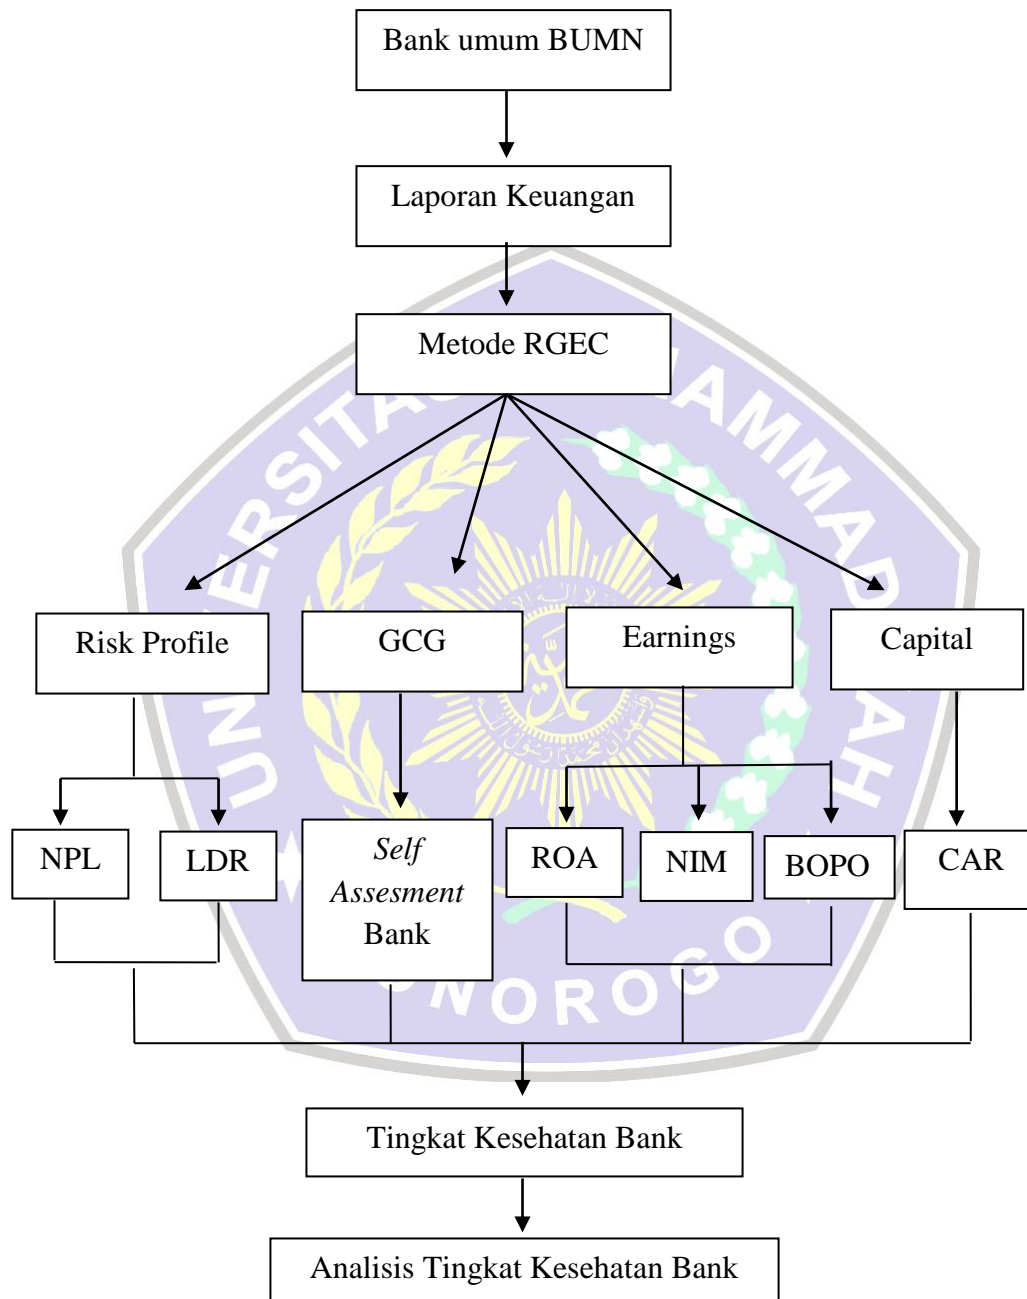 Bank umum BUMN
Laporan Keuangan
Metode RGEC
Risk Profile
GCG
Earnings
Capital
NPL
LDR
Self
Assesment
Bank
ROA
NIM
BOPO
CAR
Tingkat Kesehatan Bank
Analisis Tingkat Kesehatan Bank